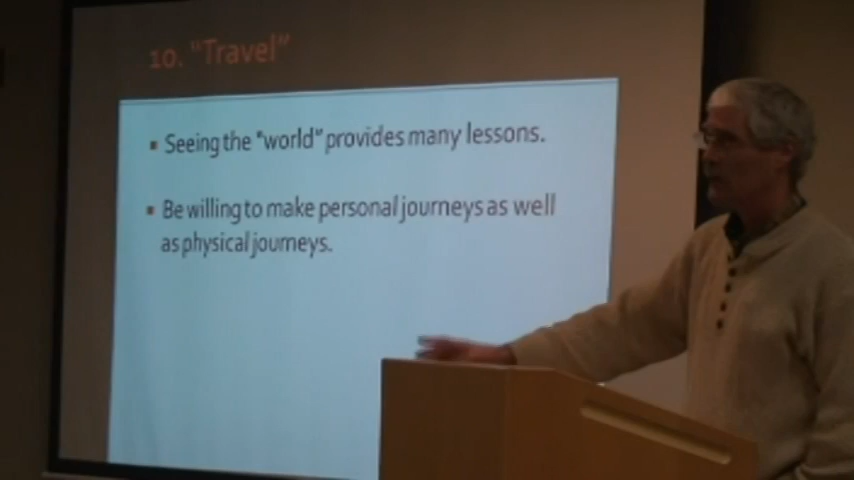 10. "Travel"
Seeing the "world" provides many lessons.
Be willing to make personal journeys as well
as physical journeys.